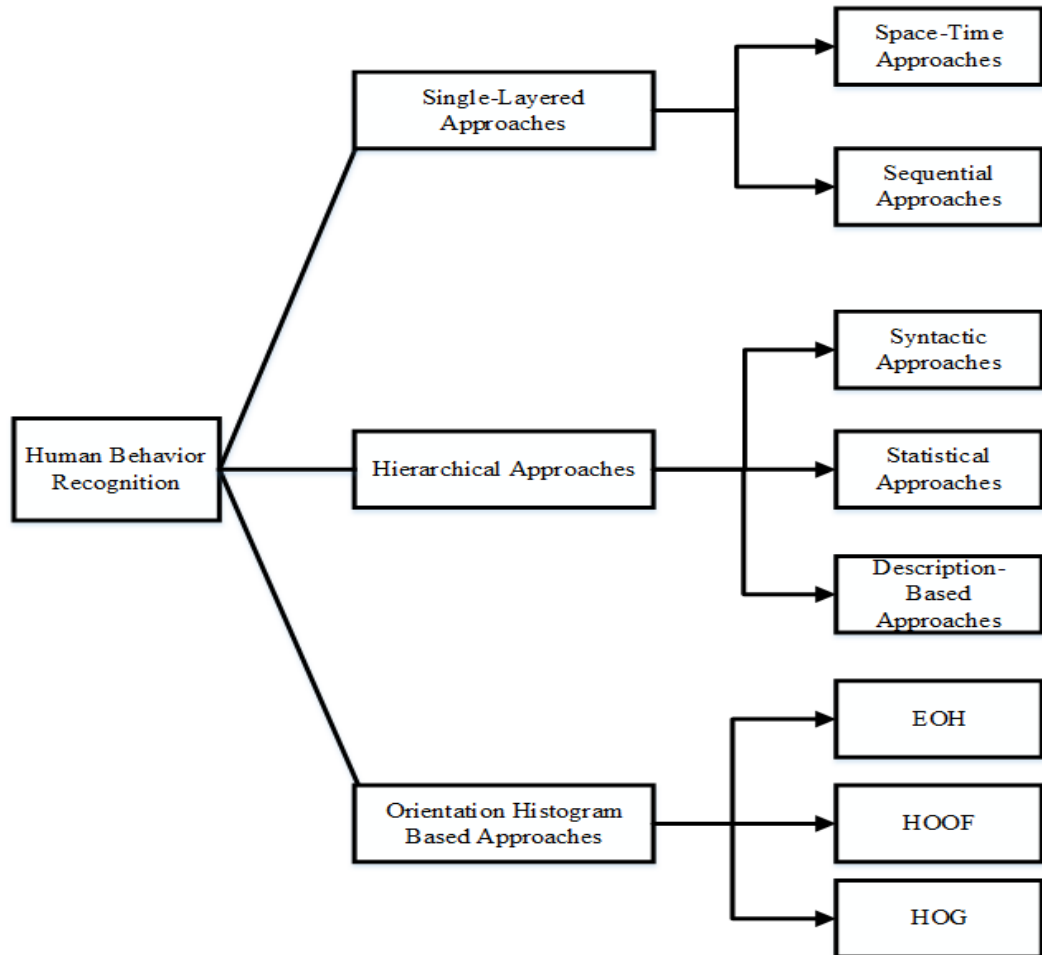 Space-Time
Approaches
Single-Layered
Approaches
Sequential
Approaches
Syntactic
Approaches
Human Behavior
Recognition
Hierarchical Approaches
Statistical
Approaches
Description-
Based
Approaches
EOH
Orientation Histogram
Based Approaches
HOOF
HOG